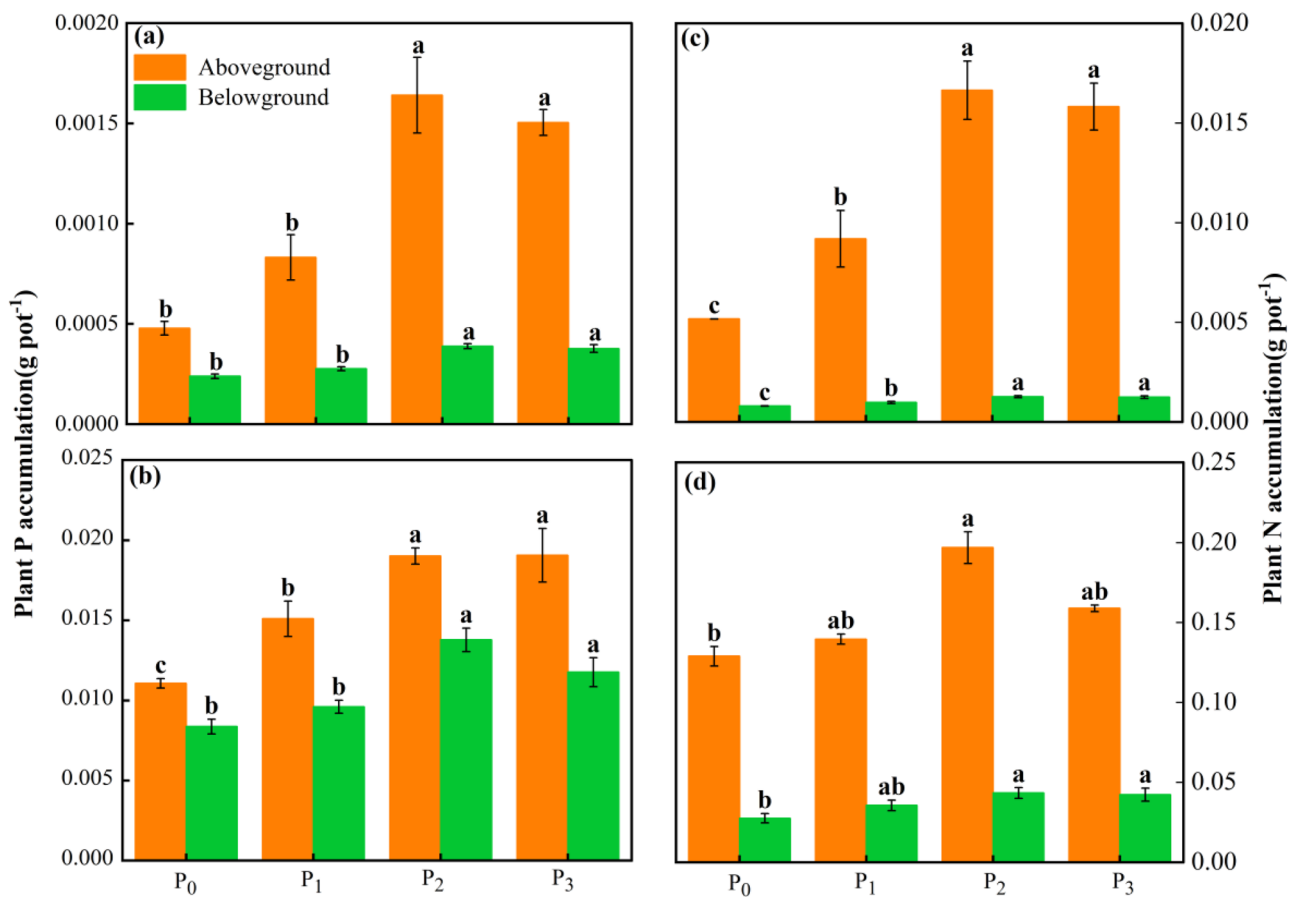 (a)
Aboveground
Belowground
0.0020
0.0015
0.0010
0.0005
0.0000
b
b
b
b
a
a
a
a
(c)
0.020
0.015
0.010
0.005
0.000
c
c
b
b
a
a
a
a
Plant P accumulation(g pot-1)
Plant N accumulation(g pot-1)
(b)
0.025
0.020
0.015
0.010
0.005
0.000
c
b
b
b
a
a
a
a
P0 P1 P2 P3
(d)
0.25
0.20
0.15
0.10
0.05
0.00
b
b
ab
ab
a
a
ab
a
P0 P1 P2 P3